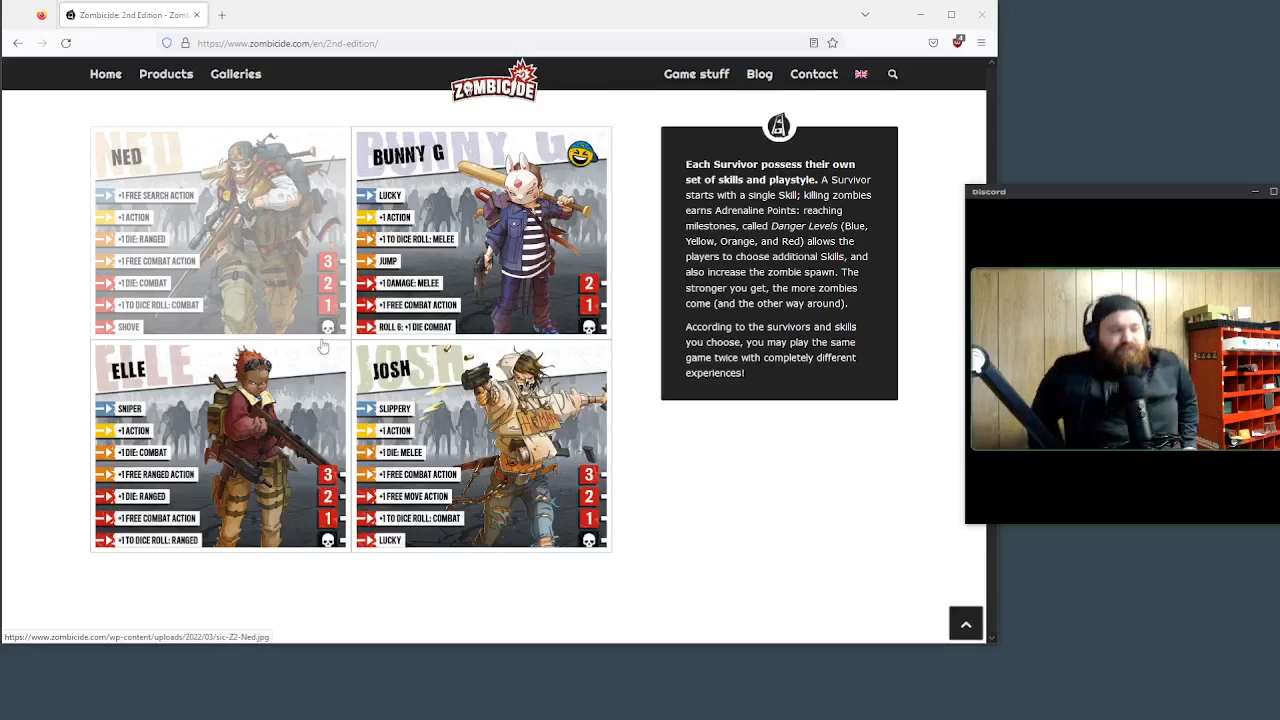 Zombicide: 2nd Edition - Zomb
https://www.zombicide.com/en/2nd-edition/
Home Products Galleries
ZOMBICIDE
Game stuff Blog Contact
NED
NED
+1 FREE SEARCH ACTION
+1 ACTION
+1 DIE: RANGED
+1 FREE COMBAT ACTION
3
+1 DIE: COMBAT
2
+1 TO DICE ROLL: COMBAT
1
SHOVE
BUNNY G
BUNNY G
LUCKY
+1 ACTION
+1 TO DICE ROLL: MELEE
JUMP
+1 DAMAGE: MELEE
2
+1 FREE COMBAT ACTION
1
ROLL 6: +1 DIE COMBAT
ELLE
ELLE
SNIPER
+1 ACTION
+1 DIE: COMBAT
+1 FREE RANGED ACTION
3
+1 DIE: RANGED
2
+1 FREE COMBAT ACTION
1
+1 TO DICE ROLL: RANGED
JOSH
JOSH
SLIPPERY
+1 ACTION
+1 DIE: MELEE
+1 FREE COMBAT ACTION
3
+1 FREE MOVE ACTION
2
+1 TO DICE ROLL: COMBAT
1
LUCKY
Each Survivor possess their own
set of skills and playstyle. A Survivor
starts with a single Skill; killing zombies
earns Adrenaline Points: reaching
milestones, called Danger Levels (Blue,
Yellow, Orange, and Red) allows the
players to choose additional Skills, and
also increase the zombie spawn. The
stronger you get, the more zombies
come (and the other way around).
According to the survivors and skills
you choose, you may play the same
game twice with completely different
experiences!
Discord
https://www.zombicide.com/wp-content/uploads/2022/03/sic-Z2-Ned.jpg